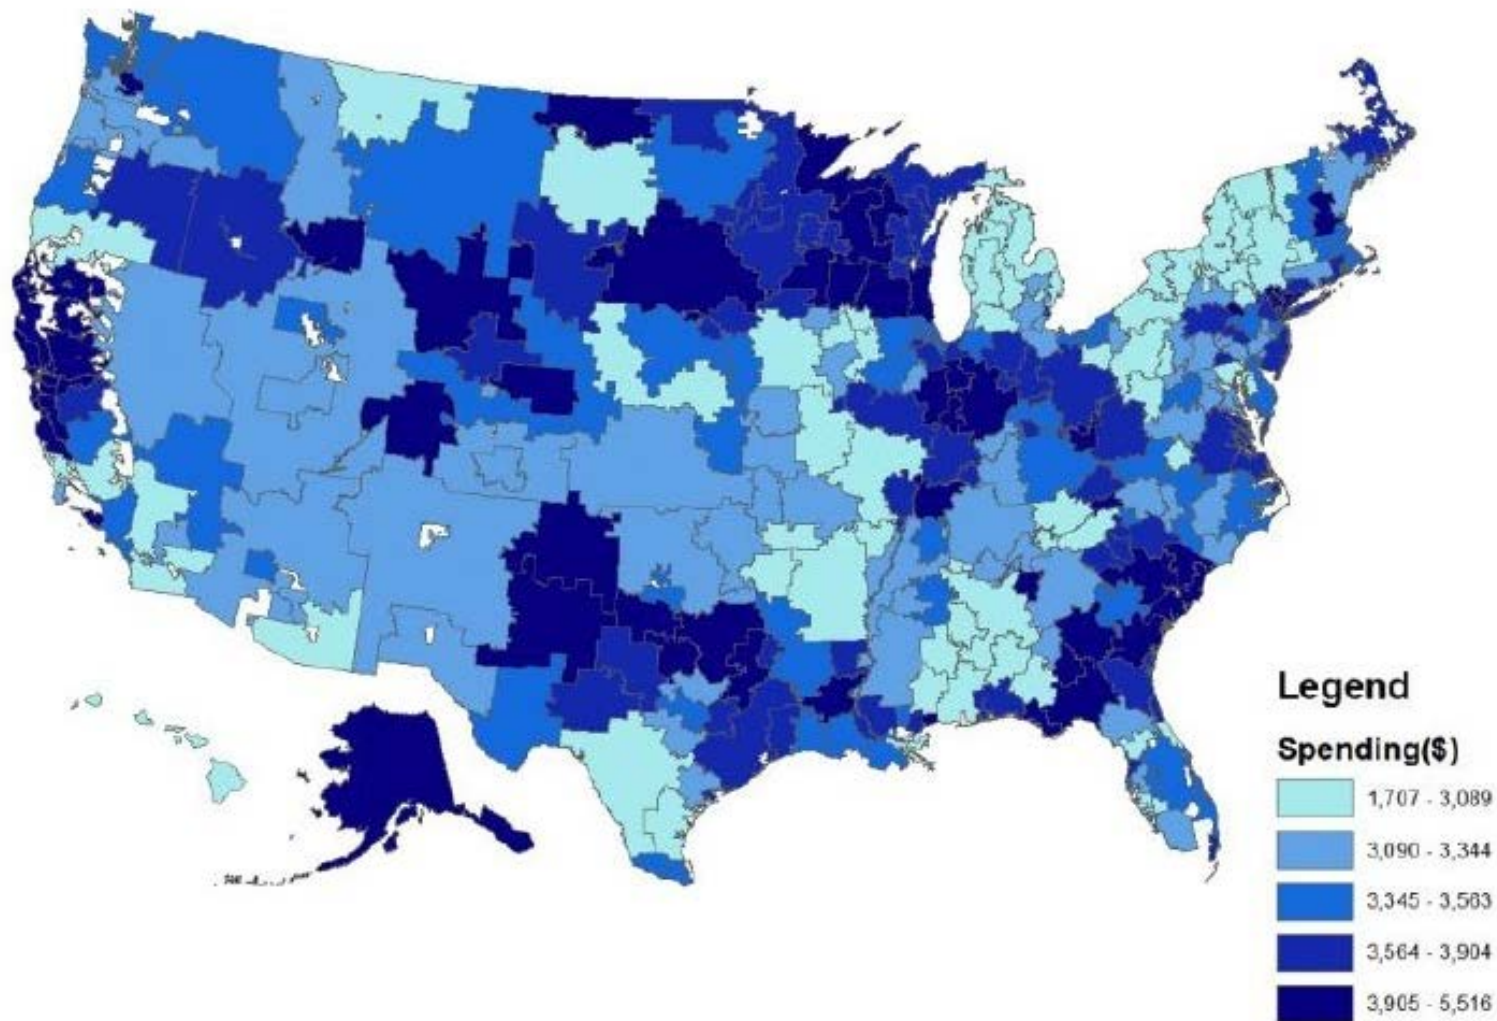 Legend
Spending($)
1,707 - 3,089
3,090 - 3,344
3,345 - 3,563
3,564 - 3,904
3,905 - 5,516